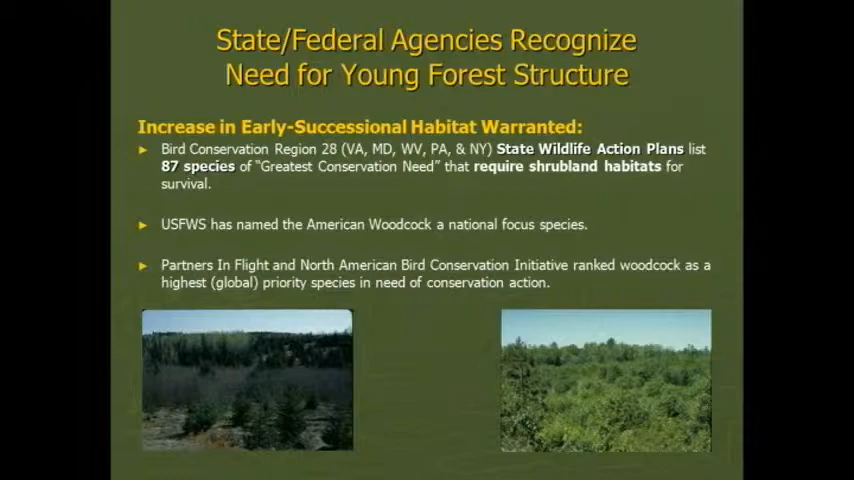 State/Federal Agencies Recognize
Need for Young Forest Structure
Increase in Early-Successional Habitat Warranted:
► Bird Conservation Region 28 (VA, MD, WV, PA, & NY) State Wildlife Action Plans list
87 species of “Greatest Conservation Need” that require shrubland habitats for
survival.
► USFWS has named the American Woodcock a national focus species.
► Partners In Flight and North American Bird Conservation Initiative ranked woodcock as a
highest (global) priority species in need of conservation action.